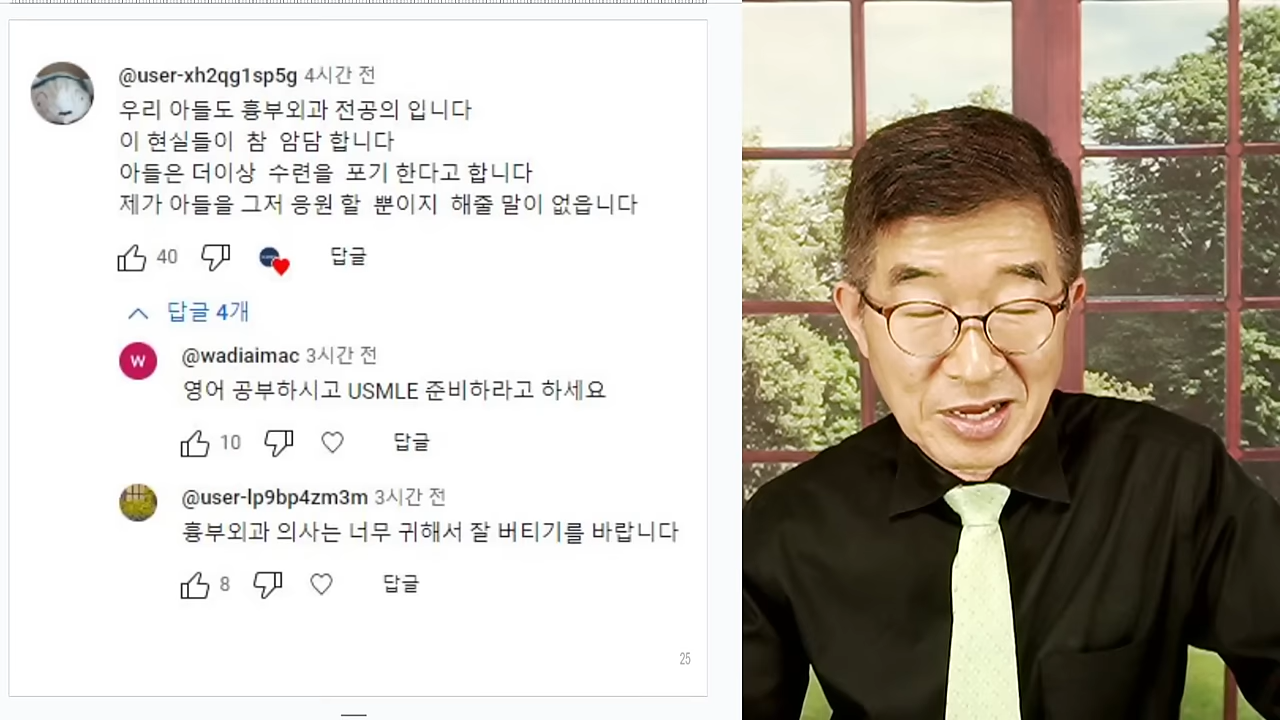 @user-xh2qg1sp5g 4시간 전
우리 아들도 흉부외과 전공의 입니다
이 현실들이 참 암담 합니다
아들은 더이상 수련을 포기 한다고 합니다
제가 아들을 그저 응원 할 뿐이지 해줄 말이 없읍니다
40 답글
답글 4개
W
@wadiaimac 3시간 전
영어 공부하시고 USMLE 준비하라고 하세요
10 답글
@user-lp9bp4zm3m 3시간 전
흉부외과 의사는 너무 귀해서 잘 버티기를 바랍니다
8 답글
25